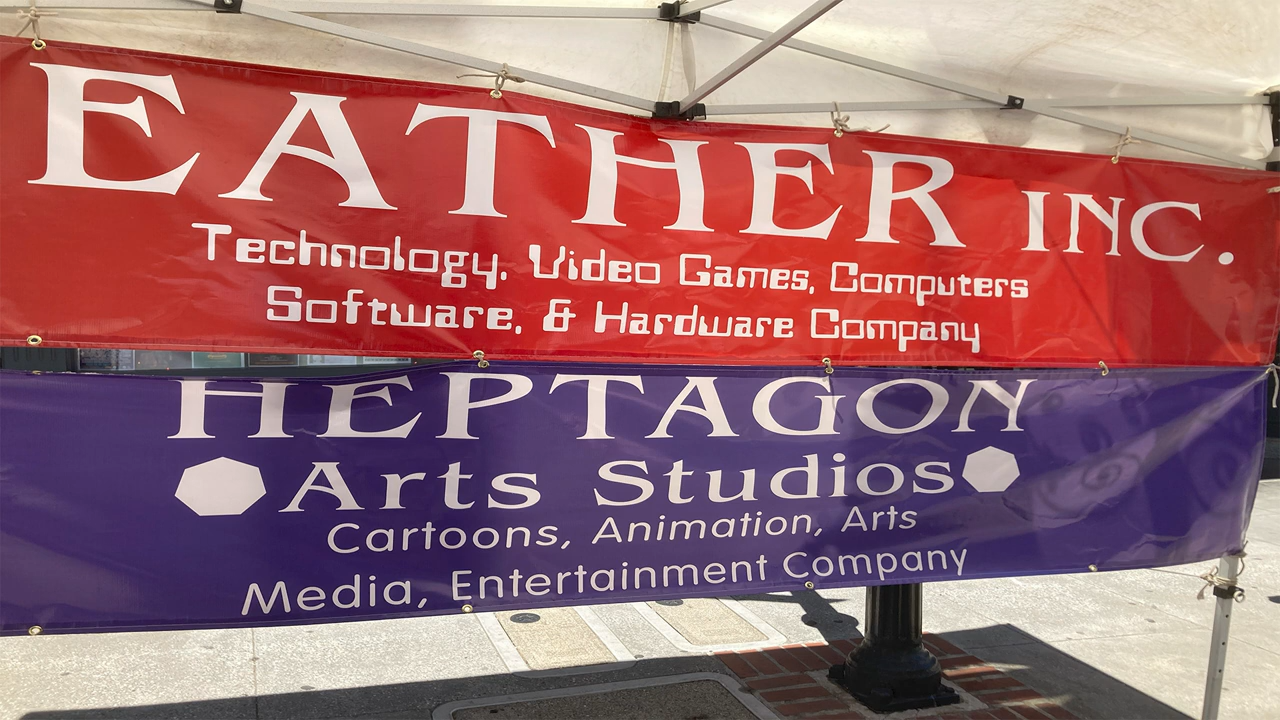 EATHER INC.
Technology, Video Games, Computers
Software, & Hardware Company
HEPTAGON
Arts Studios
Cartoons, Animation, Arts
Media, Entertainment Company